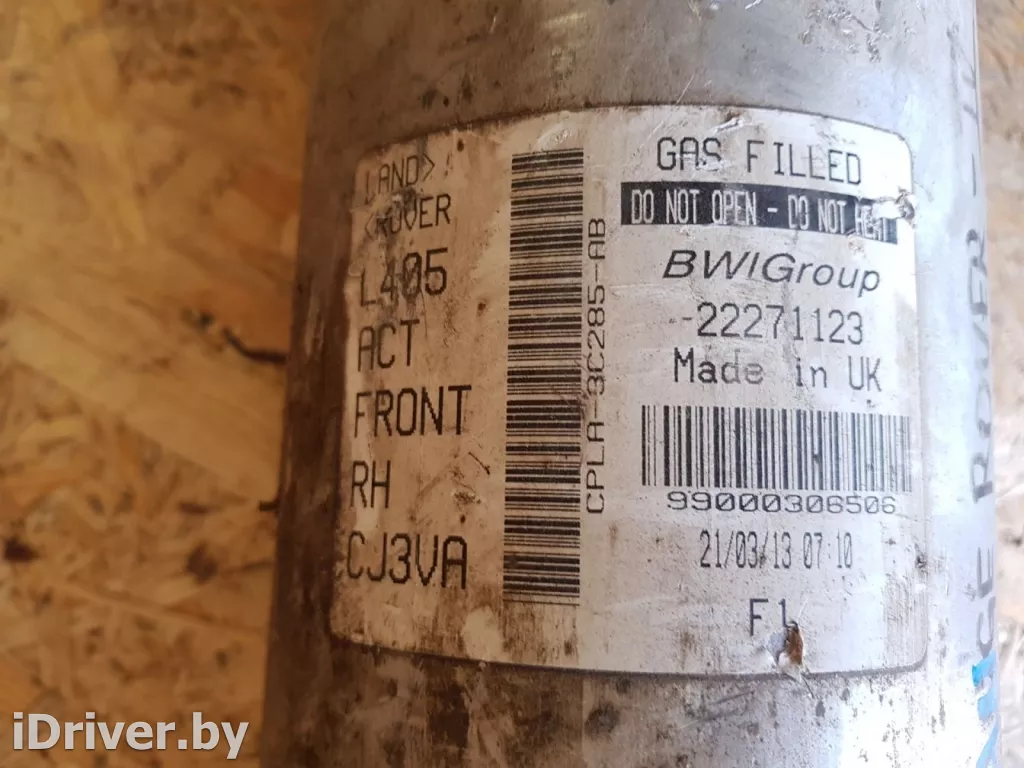 LAND>
<ROVER
L405
ACT
FRONT
RH
CJ3VA
CPLA-3C285-AB
GAS FILLED
DO NOT OPEN - DO NOT HEAT
BWIGroup
-22271123
Made in UK
99000306506
21/03/13 07:10
F1
ROVER
iDriver.by